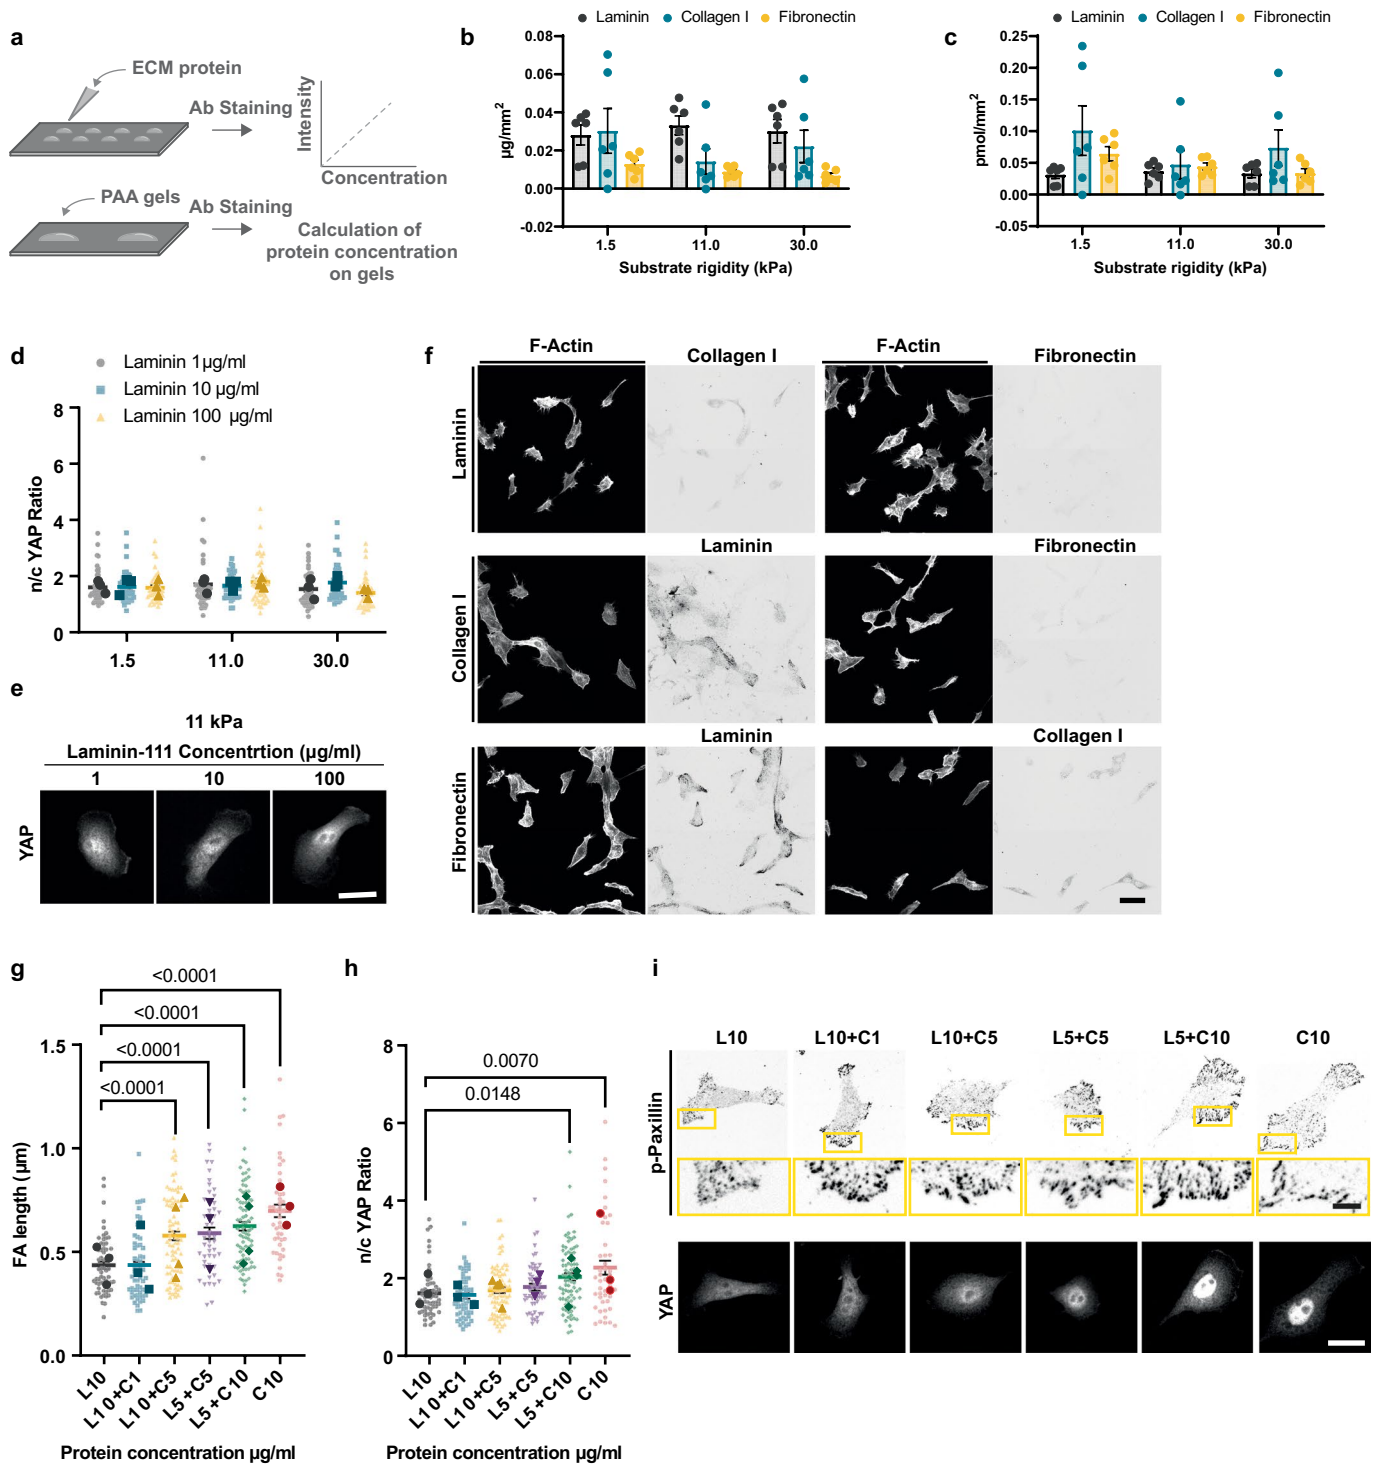 a
ECM protein
Ab Staining
Intensity
Concentration
PAA gels
Ab Staining
Calculation of
protein concentration
on gels
b
Laminin Collagen I Fibronectin
µg/mm2
0.08
0.06
0.04
0.02
0.00
-0.02
1.5 11.0 30.0
Substrate rigidity (kPa)
c
Laminin Collagen I Fibronectin
pmol/mm2
0.25
0.20
0.15
0.10
0.05
0.00
-0.05
1.5 11.0 30.0
Substrate rigidity (kPa)
d
Laminin 1µg/ml
Laminin 10 µg/ml
Laminin 100 µg/ml
n/c YAP Ratio
8
6
4
2
0
1.5 11.0 30.0
e
11 kPa
Laminin-111 Concentrtion (µg/ml)
1 10 100
YAP
f
F-Actin Collagen I F-Actin Fibronectin
Laminin
Laminin Fibronectin
Collagen I
Laminin Collagen I
Fibronectin
g
<0.0001
<0.0001
<0.0001
<0.0001
FA length (µm)
1.5
1.0
0.5
0.0
L10 L10+C1 L10+C5 L5+C5 L5+C10 C10
Protein concentration µg/ml
h
0.0070
0.0148
n/c YAP Ratio
8
6
4
2
0
L10 L10+C1 L10+C5 L5+C5 L5+C10 C10
Protein concentration µg/ml
i
L10 L10+C1 L10+C5 L5+C5 L5+C10 C10
p-Paxillin
YAP